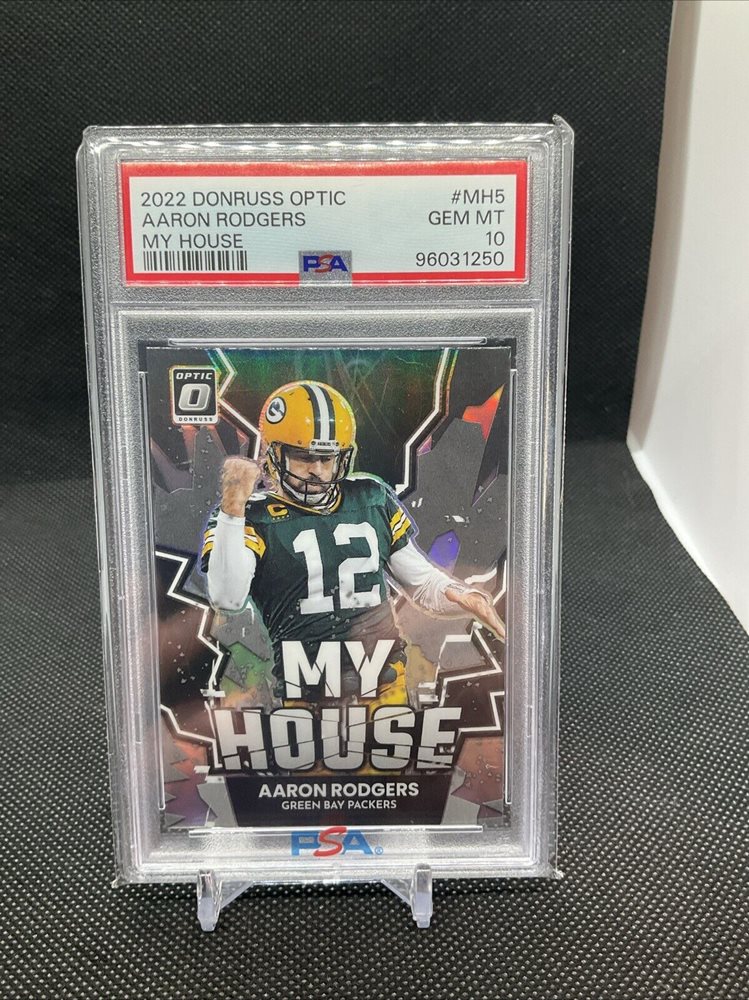 2022 DONRUSS OPTIC #MH5
AARON RODGERS GEM MT
MY HOUSE 10
PSA 96031250
OPTIC
DONRUSS
C
12
MY
HOUSE
AARON RODGERS
GREEN BAY PACKERS
PSA®